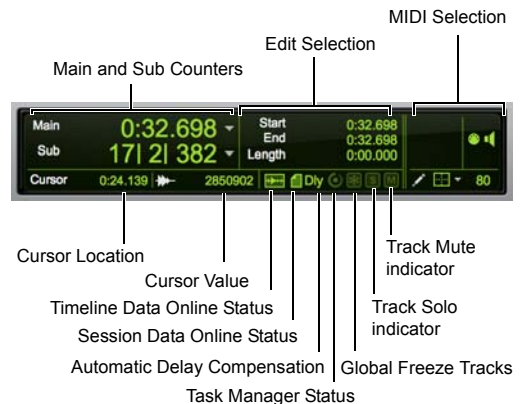 MIDI Selection
Edit Selection
Main and Sub Counters
Main 0:32.698
Sub 17| 2| 382
Start 0:32.698
End 0:32.698
Length 0:00.000
Cursor 0:24.139 2850902 Dly S M 80
Cursor Location
Cursor Value
Timeline Data Online Status
Session Data Online Status
Automatic Delay Compensation
Task Manager Status
Global Freeze Tracks
Track Solo
indicator
Track Mute
indicator